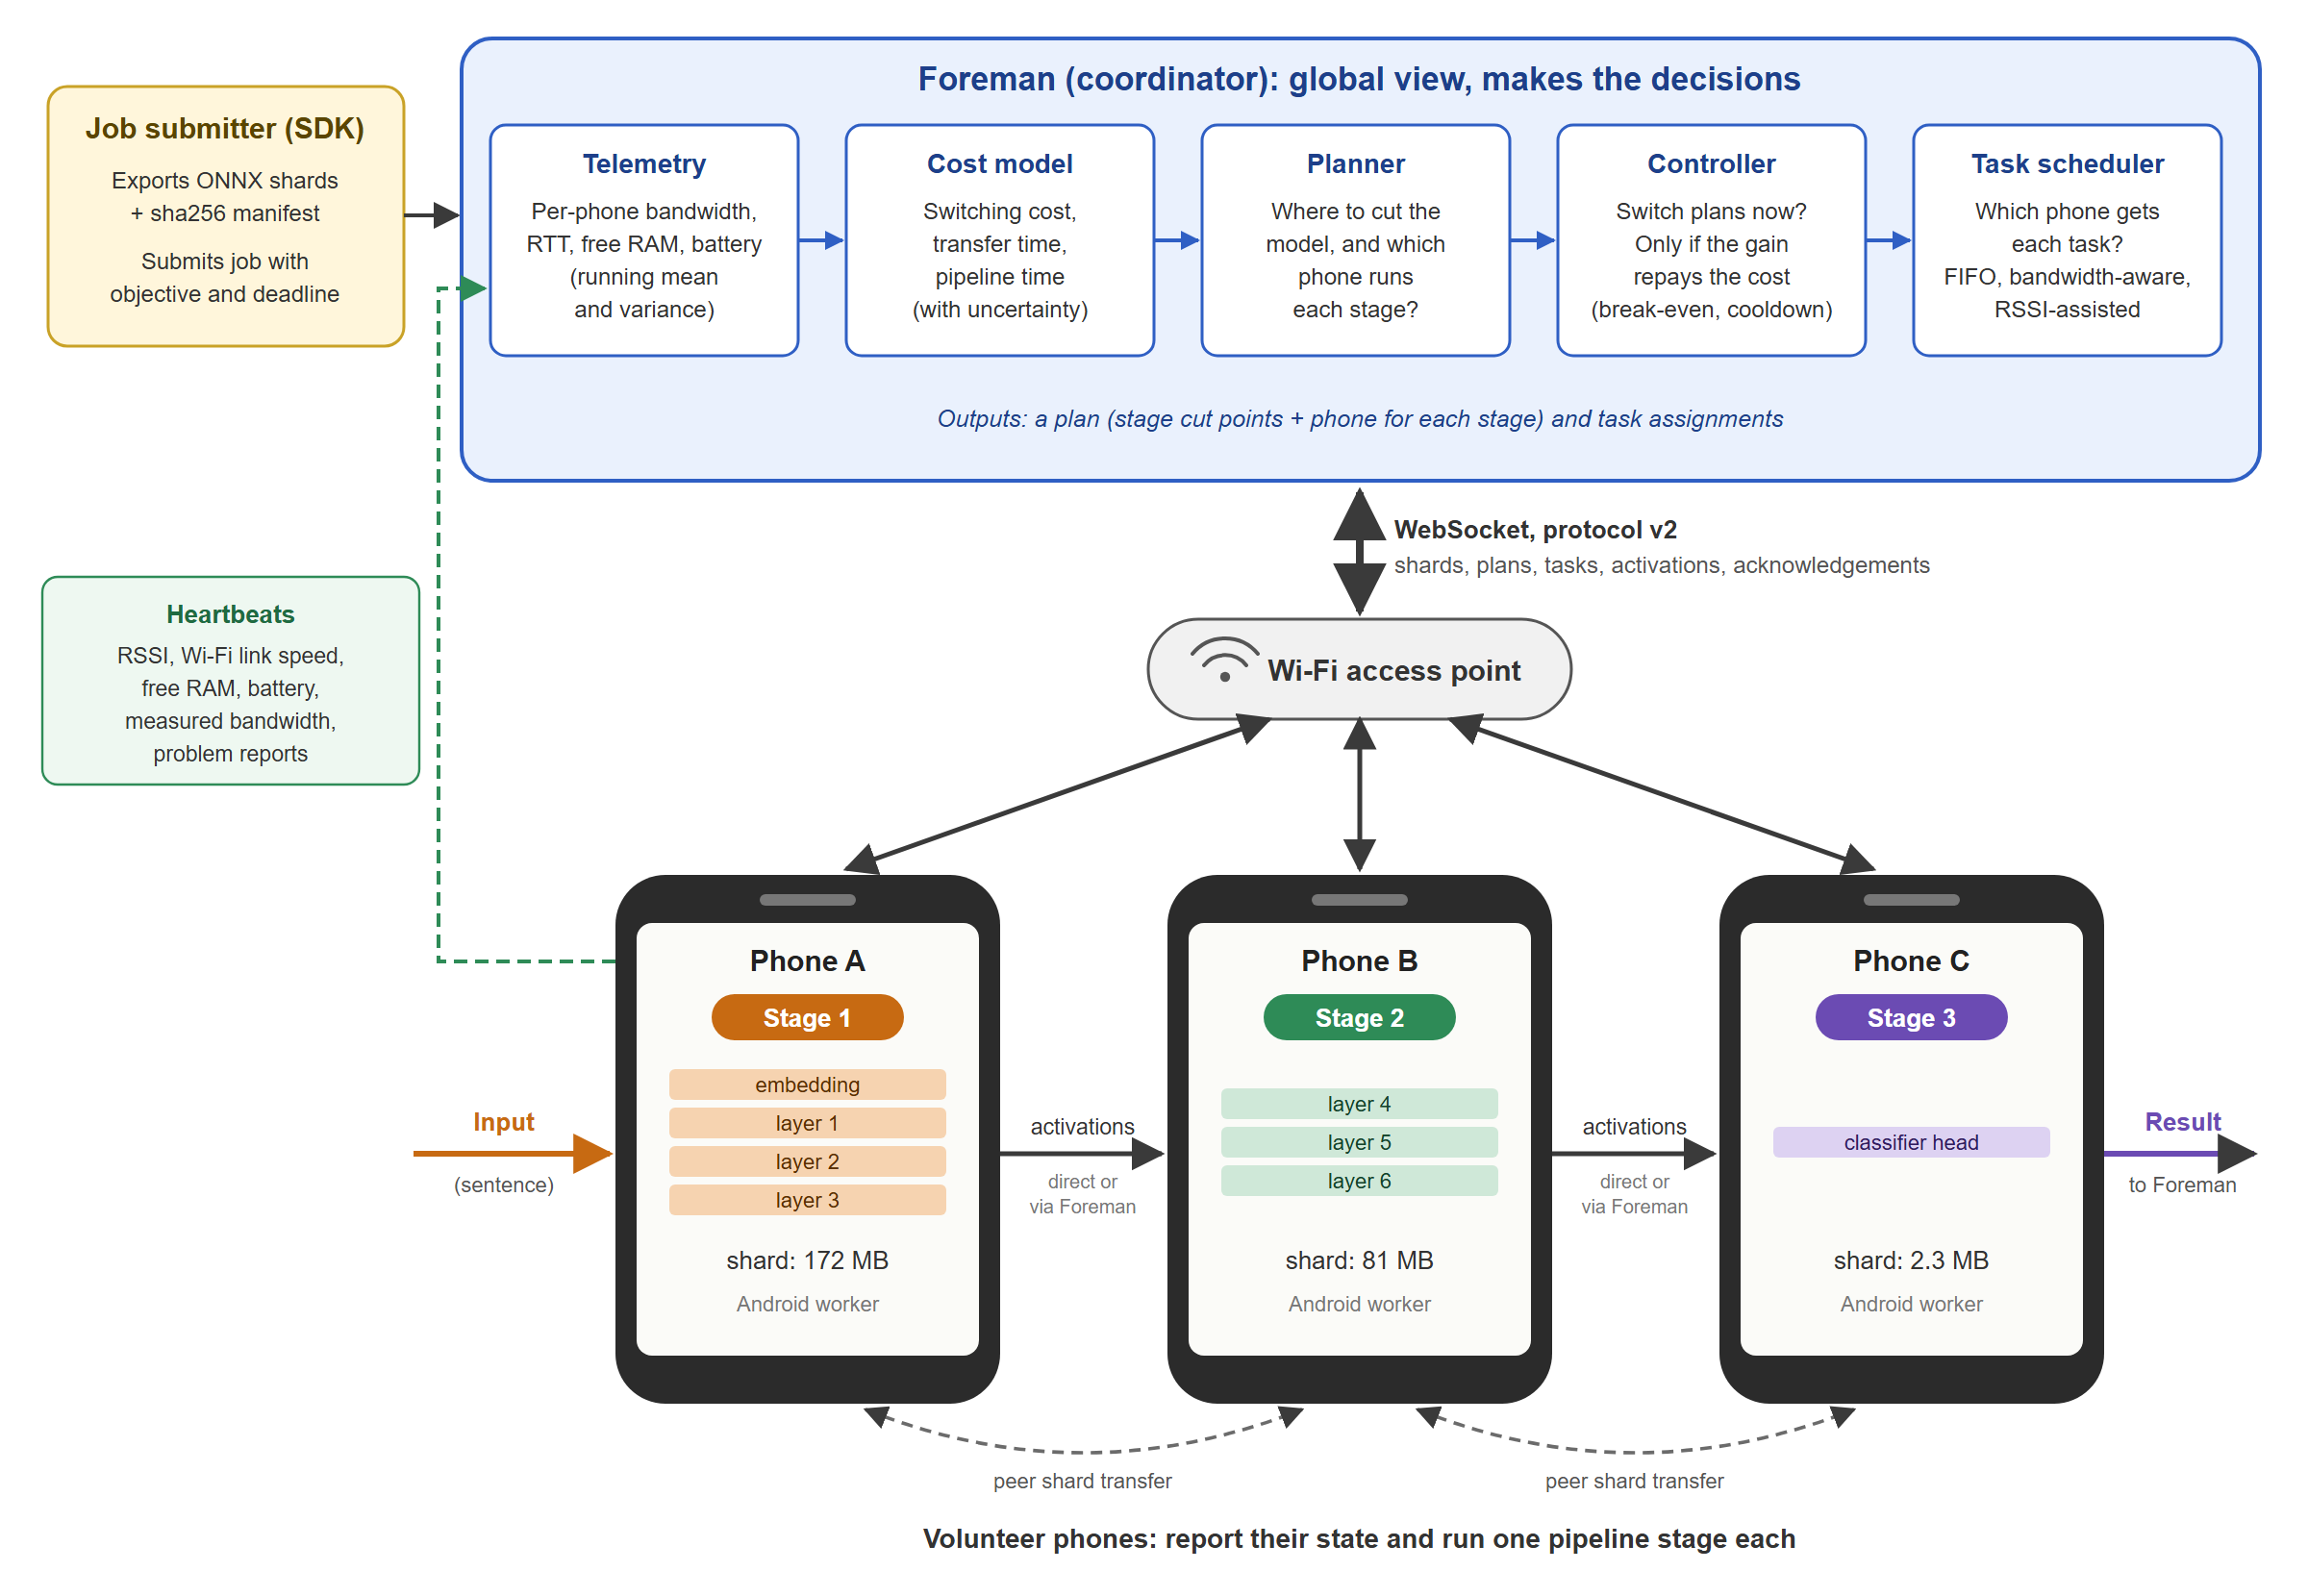 Foreman (coordinator): global view, makes the decisions
Job submitter (SDK)
Exports ONNX shards
+ sha256 manifest
Submits job with
objective and deadline
Telemetry
Per-phone bandwidth,
RTT, free RAM, battery
(running mean
and variance)
Cost model
Switching cost,
transfer time,
pipeline time
(with uncertainty)
Planner
Where to cut the
model, and which
phone runs
each stage?
Controller
Switch plans now?
Only if the gain
repays the cost
(break-even, cooldown)
Task scheduler
Which phone gets
each task?
FIFO, bandwidth-aware,
RSSI-assisted
Outputs: a plan (stage cut points + phone for each stage) and task assignments
WebSocket, protocol v2
shards, plans, tasks, activations, acknowledgements
Heartbeats
RSSI, Wi-Fi link speed,
free RAM, battery,
measured bandwidth,
problem reports
Wi-Fi access point
Input
(sentence)
Phone A
Stage 1
embedding
layer 1
layer 2
layer 3
shard: 172 MB
Android worker
activations
direct or
via Foreman
Phone B
Stage 2
layer 4
layer 5
layer 6
shard: 81 MB
Android worker
activations
direct or
via Foreman
Phone C
Stage 3
classifier head
shard: 2.3 MB
Android worker
Result
to Foreman
peer shard transfer
peer shard transfer
Volunteer phones: report their state and run one pipeline stage each